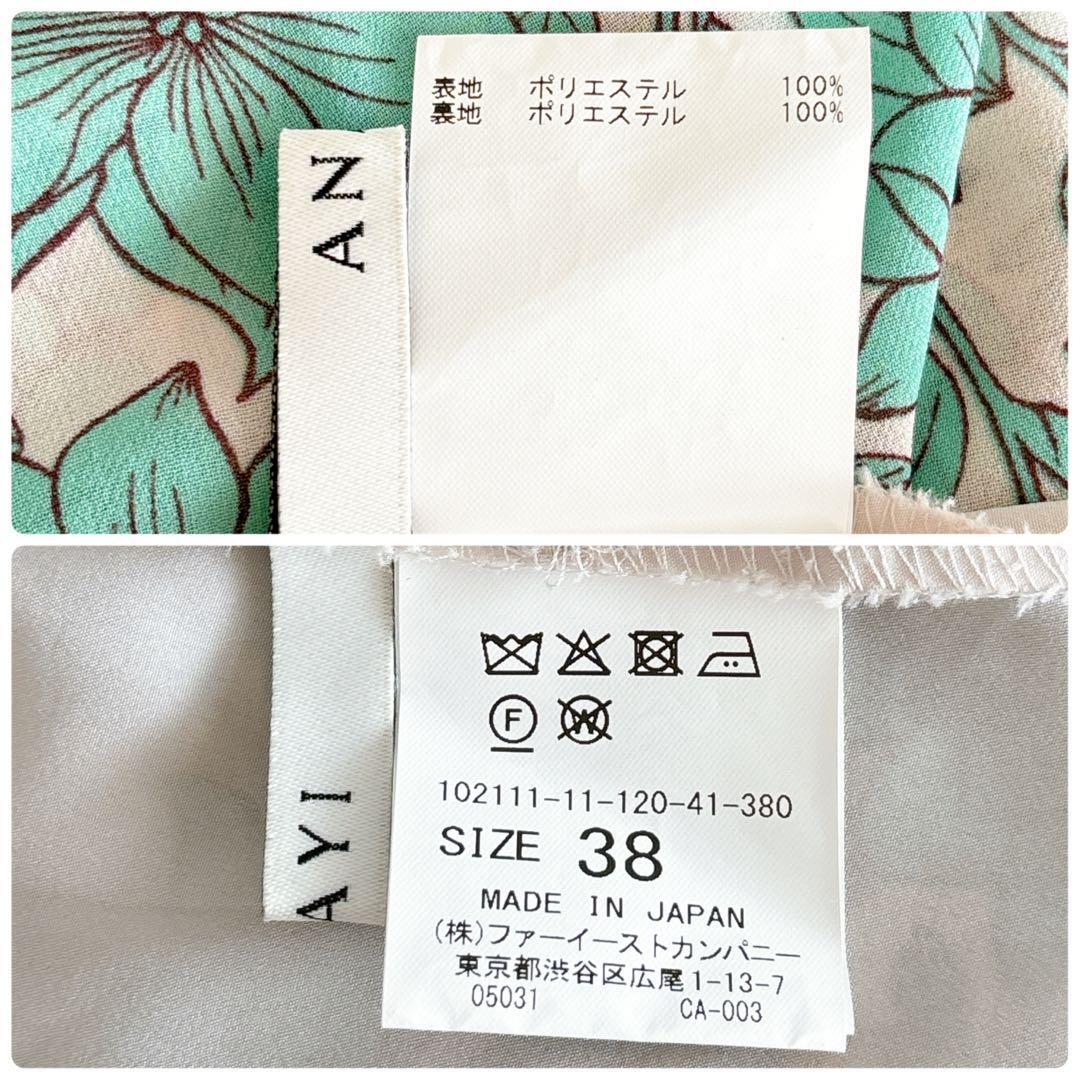 表地 ポリエステル 100%
裏地 ポリエステル 100%
AN
F
W
102111-11-120-41-380
SIZE 38
MADE IN JAPAN
(株)ファーイーストカンパニー
東京都渋谷区広尾1-13-7
05031 CA-003
AYI